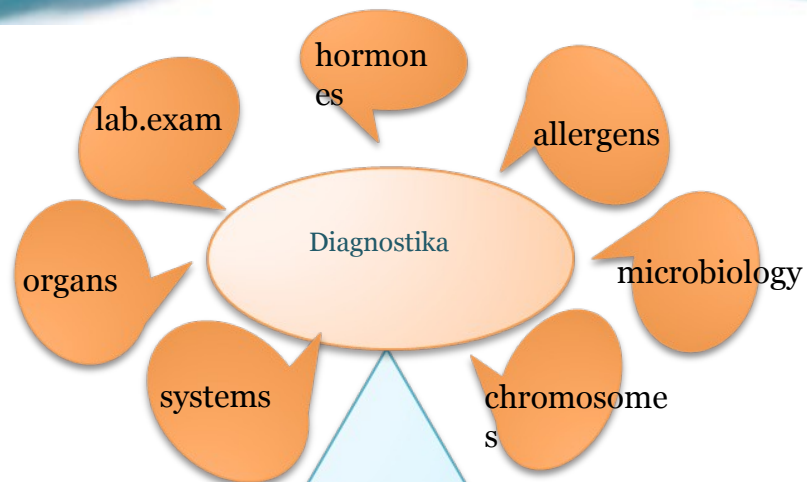 hormon
es
lab.exam
allergens
Diagnostika
organs
microbiology
systems
chromosome
s